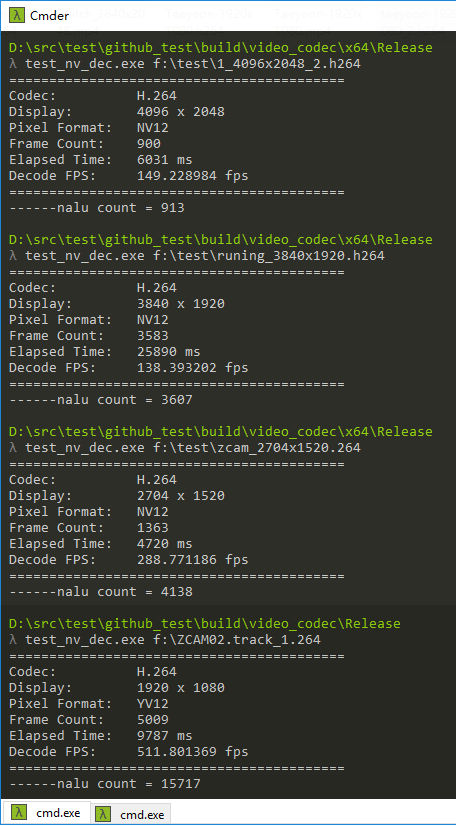 Cmder
D:\src\test\github_test\build\video_codec\x64\Release
λ test_nv_dec.exe f:\test\1_4096x2048_2.h264
==========================================
Codec: H.264
Display: 4096 x 2048
Pixel Format: NV12
Frame Count: 900
Elapsed Time: 6031 ms
Decode FPS: 149.228984 fps
==========================================
------nalu count = 913
D:\src\test\github_test\build\video_codec\x64\Release
λ test_nv_dec.exe f:\test\runing_3840x1920.h264
==========================================
Codec: H.264
Display: 3840 x 1920
Pixel Format: NV12
Frame Count: 3583
Elapsed Time: 25890 ms
Decode FPS: 138.393202 fps
==========================================
------nalu count = 3607
D:\src\test\github_test\build\video_codec\x64\Release
λ test_nv_dec.exe f:\test\zcam_2704x1520.264
==========================================
Codec: H.264
Display: 2704 x 1520
Pixel Format: NV12
Frame Count: 1363
Elapsed Time: 4720 ms
Decode FPS: 288.771186 fps
==========================================
------nalu count = 4138
D:\src\test\github_test\build\video_codec\Release
λ test_nv_dec.exe f:\ZCAM02.track_1.264
==========================================
Codec: H.264
Display: 1920 x 1080
Pixel Format: YV12
Frame Count: 5009
Elapsed Time: 9787 ms
Decode FPS: 511.801369 fps
==========================================
------nalu count = 15717
cmd.exe cmd.exe